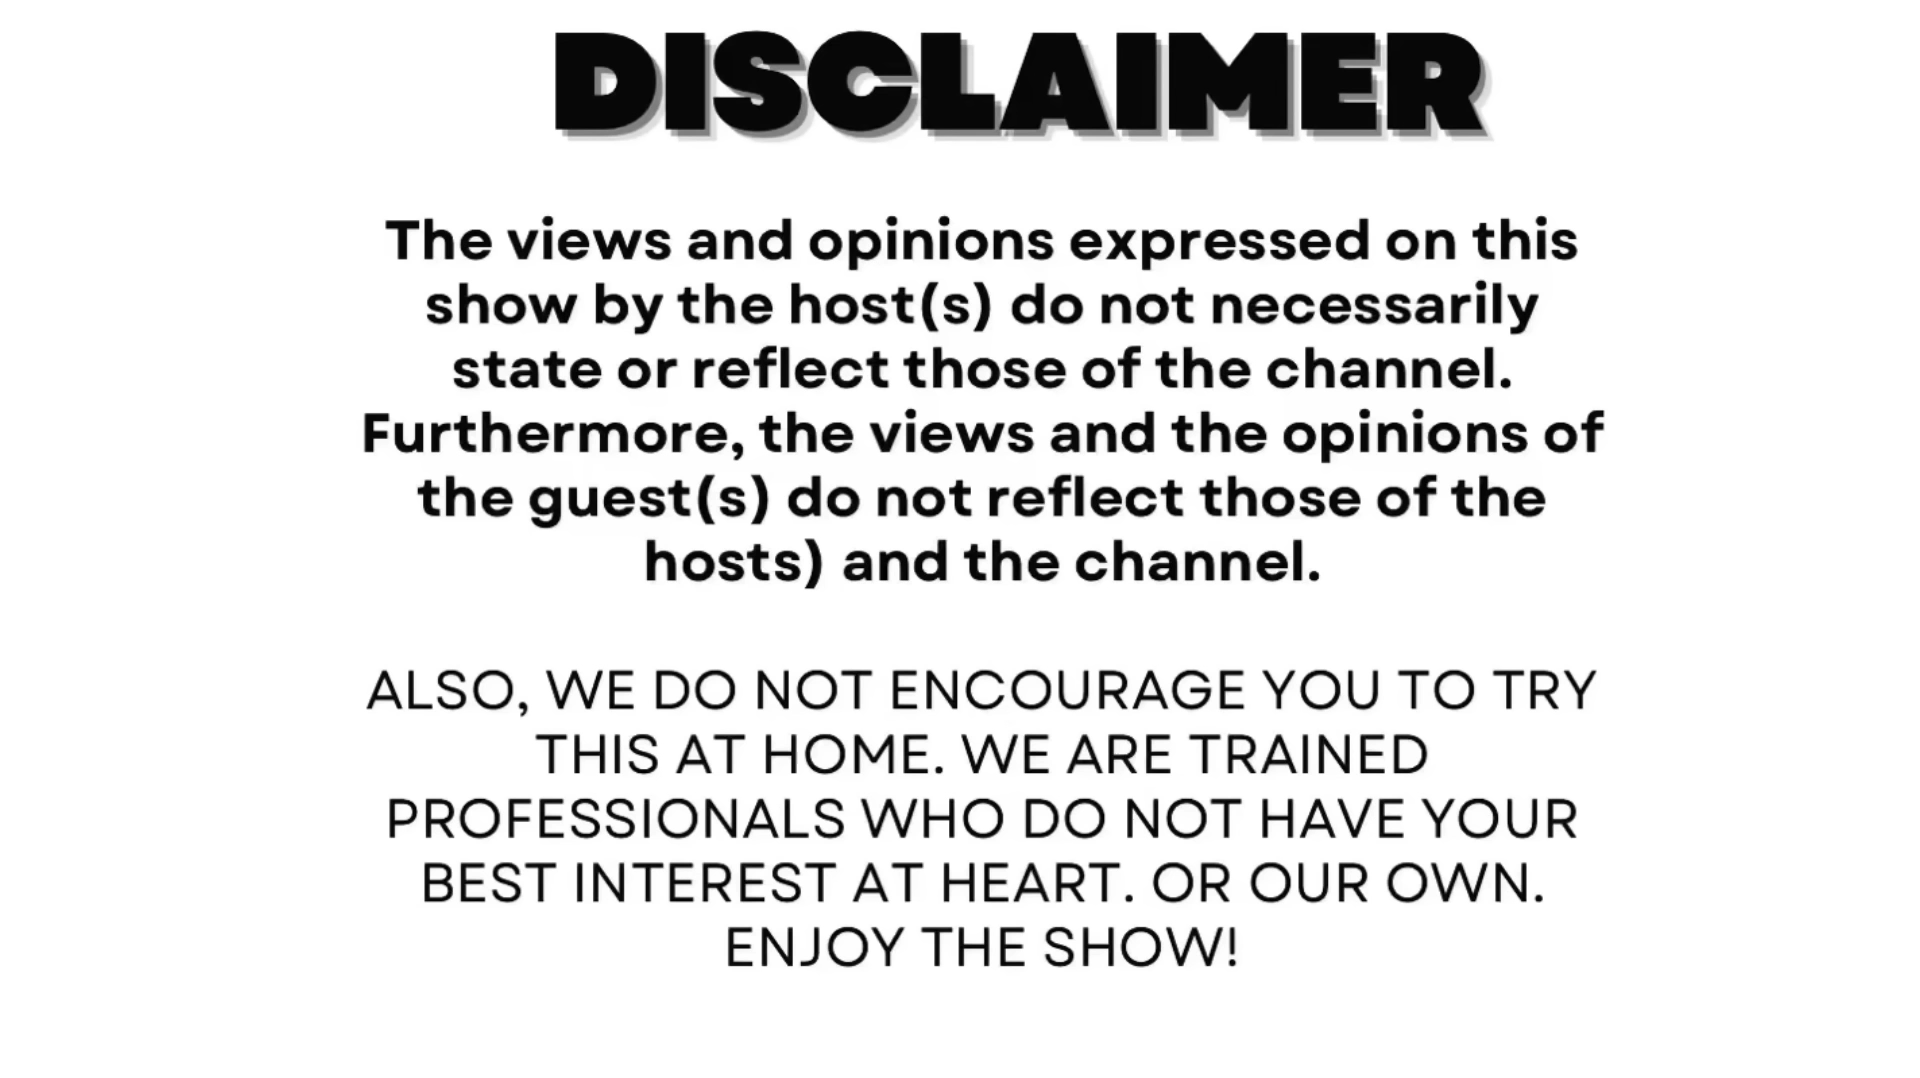 DISCLAIMER
The views and opinions expressed on this
show by the host(s) do not necessarily
state or reflect those of the channel.
Furthermore, the views and the opinions of
the guest(s) do not reflect those of the
hosts) and the channel.
ALSO, WE DO NOT ENCOURAGE YOU TO TRY
THIS AT HOME. WE ARE TRAINED
PROFESSIONALS WHO DO NOT HAVE YOUR
BEST INTEREST AT HEART. OR OUR OWN.
ENJOY THE SHOW!